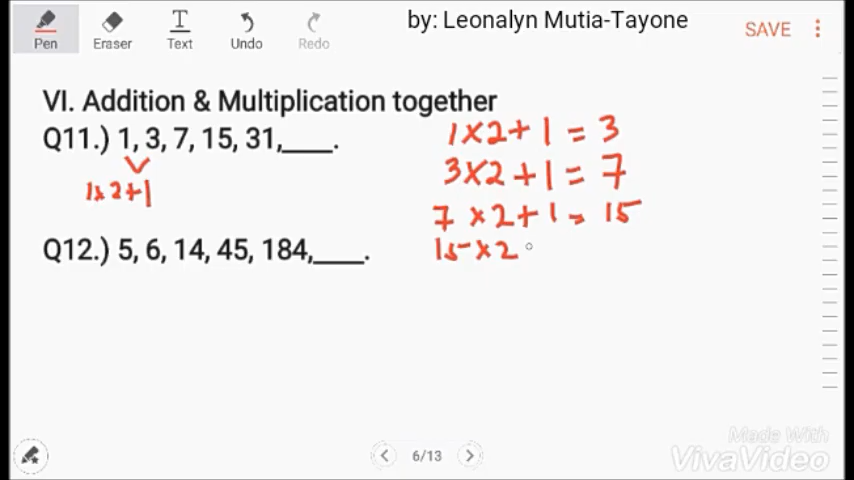 by: Leonalyn Mutia-Tayone
Pen Eraser Text Undo Redo SAVE
VI. Addition & Multiplication together
Q11.) 1, 3, 7, 15, 31,____.
1x2+1
Q12.) 5, 6, 14, 45, 184,____.
1x2+1=3
3x2+1=7
7x2+1=15
15x2
6/13
Made With
VivaVideo